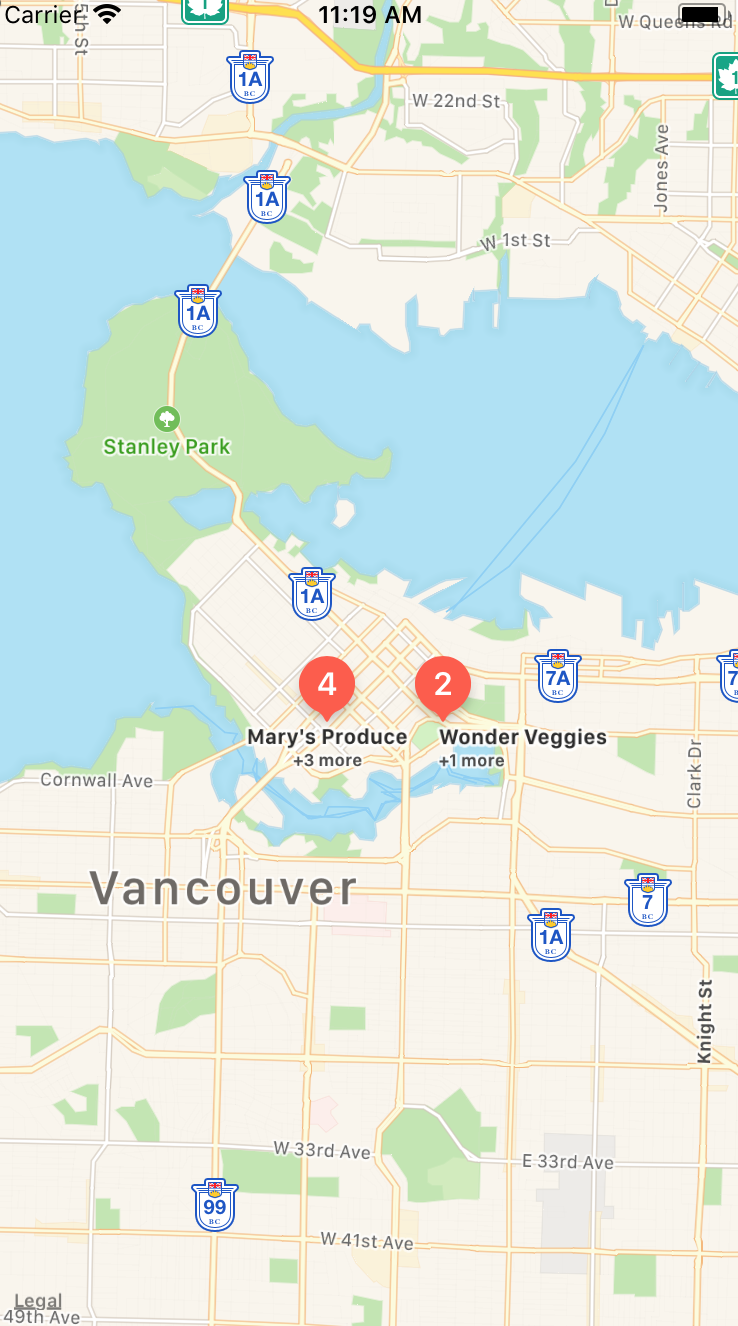 Carrier
11:19 AM
5th-St
1
W Queens Rd
1A
BC
W 22nd St
1
Jones Ave
1A
BC
W 1st St
1A
BC
Stanley Park
1A
BC
7A
BC
7
4
2
Mary's Produce
+3 more
Wonder Veggies
+1 more
Cornwall Ave
Clark Dr
Vancouver
7
BC
1A
BC
Knight St
W 33rd Ave
E 33rd Ave
99
BC
W 41st Ave
Legal
49th Ave